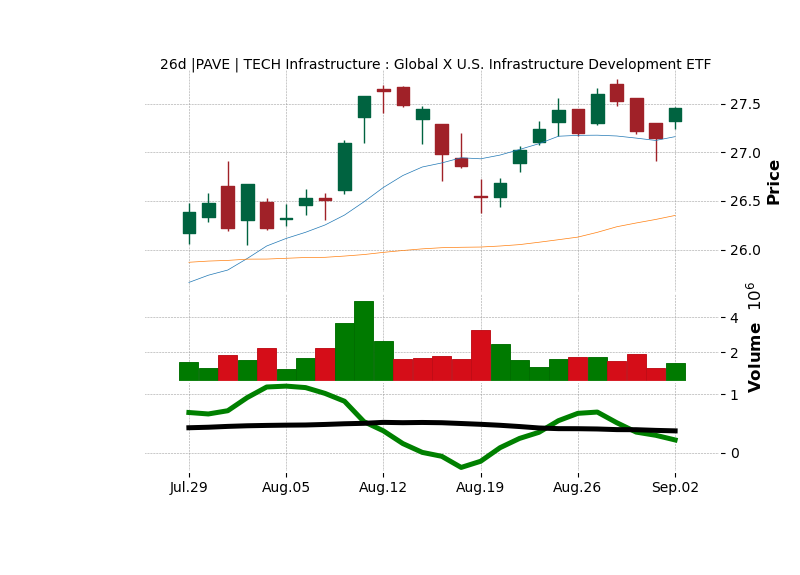 26d |PAVE | TECH Infrastructure : Global X U.S. Infrastructure Development ETF
27.5
27.0
26.5
26.0
Price
10^6
4
2
Volume
1
0
Jul.29 Aug.05 Aug.12 Aug.19 Aug.26 Sep.02